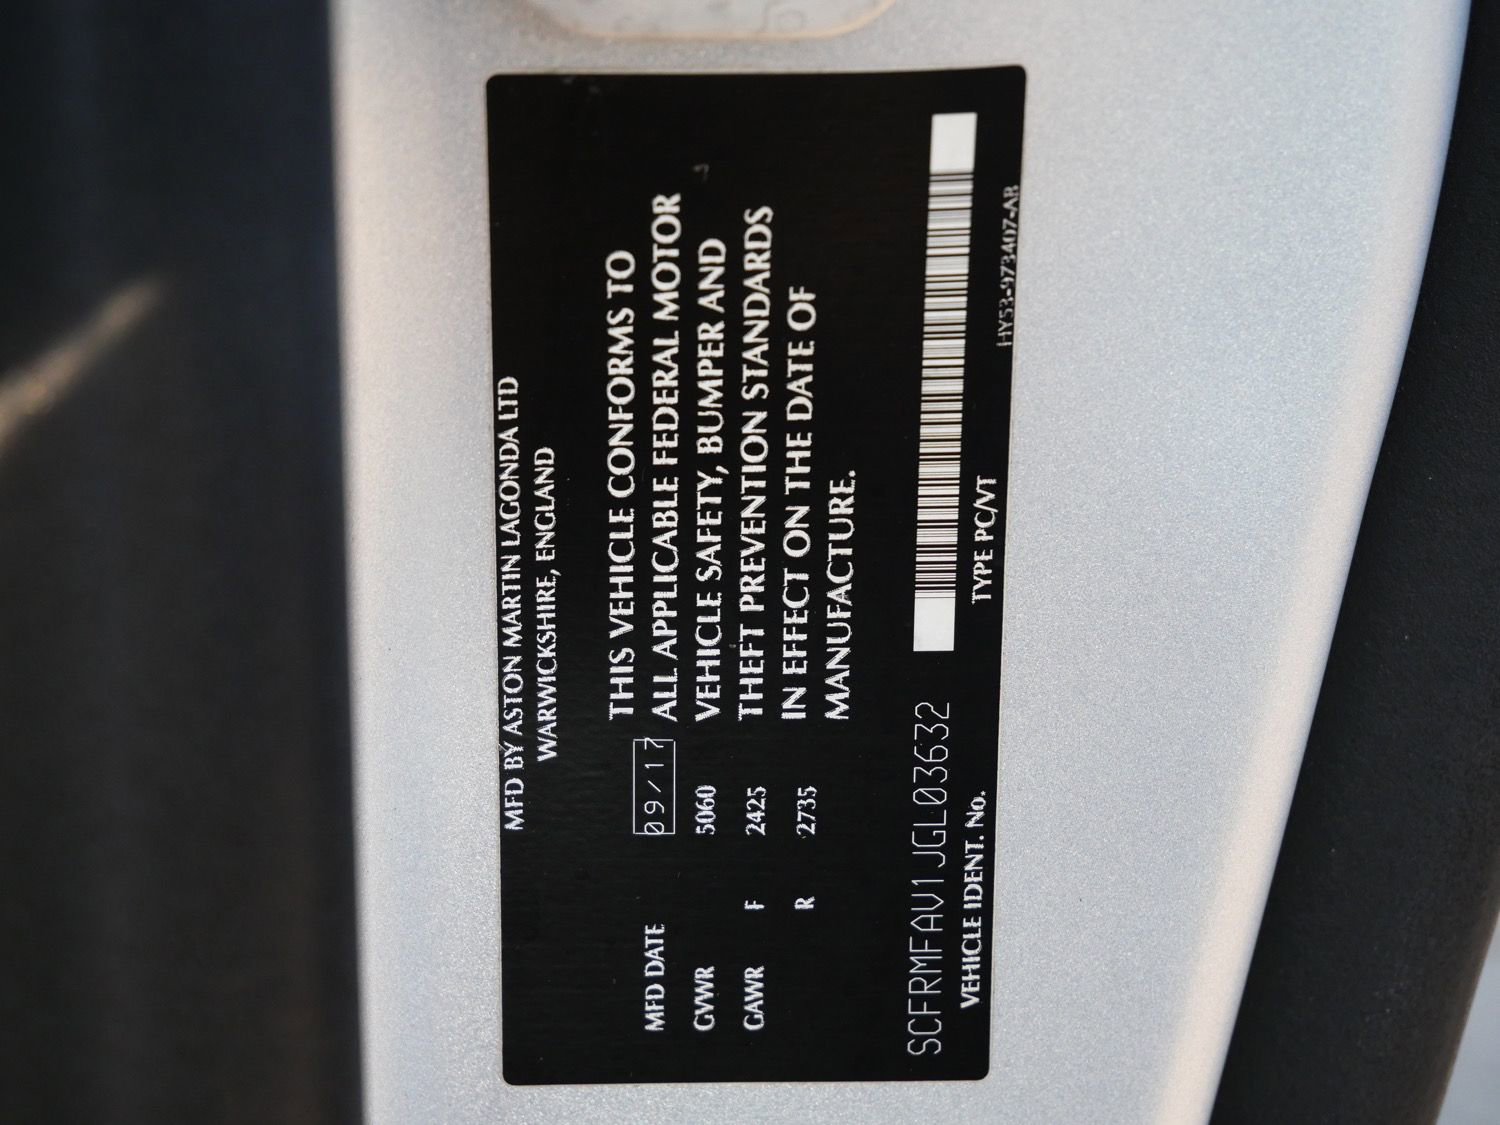 MFD BY ASTON MARTIN LAGONDA LTD
WARWICKSHIRE, ENGLAND
MFD DATE 09/17
GVWR 5060
GAWR F 2425
R 2735
THIS VEHICLE CONFORMS TO
ALL APPLICABLE FEDERAL MOTOR
VEHICLE SAFETY, BUMPER AND
THEFT PREVENTION STANDARDS
IN EFFECT ON THE DATE OF
MANUFACTURE.
SCFRMFAV1JGL03632
VEHICLE IDENT. No.
TYPE PC/VT
HY53-973407-AB